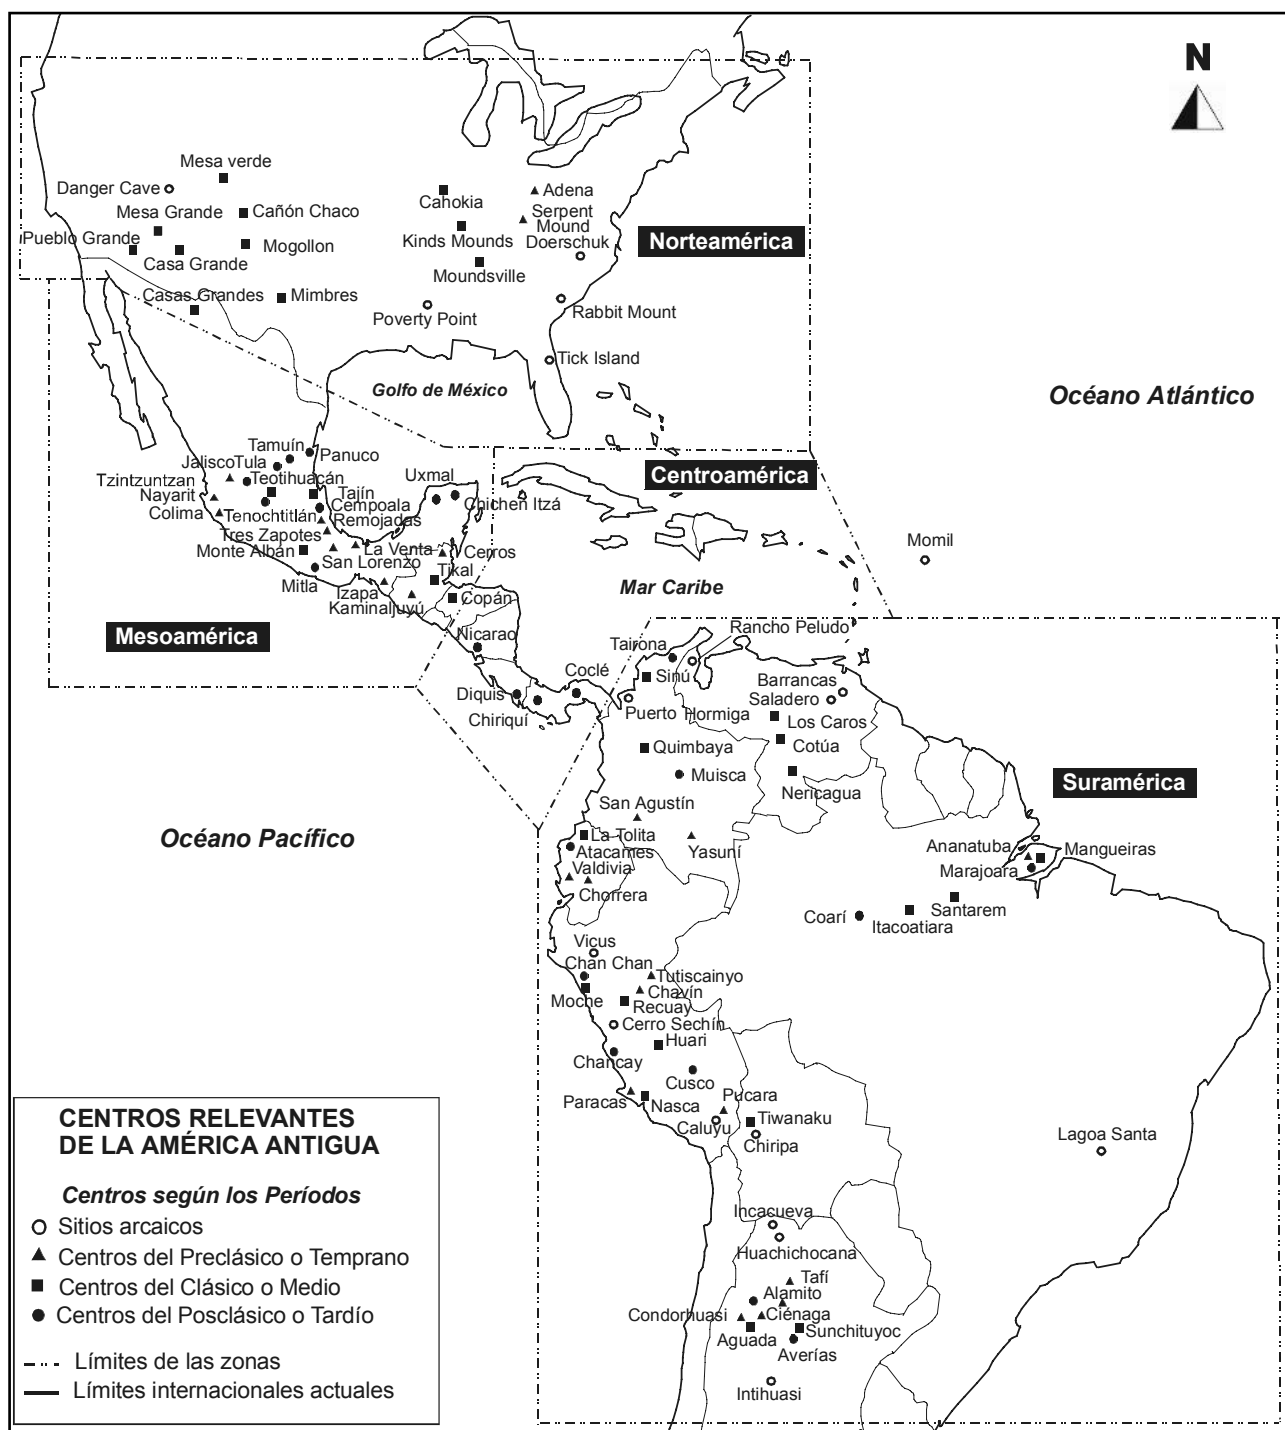 N
Mesa verde
Danger Cave
Mesa Grande
Cañón Chaco
Pueblo Grande
Mogollon
Casa Grande
Casas Grandes
Mimbres
Cahokia
Kinds Mounds
Moundsville
Poverty Point
Adena
Serpent
Mound
Doerschuk
Rabbit Mount
Tick Island
Norteamérica
Golfo de México
Océano Atlántico
Tamuín
Panuco
Jalisco
Tula
Tzintzuntzan
Teotihuacán
Nayarit
Tajín
Colima
Tenochtitlán
Cempoala
Remojadas
Tres Zapotes
Monte Albán
La Venta
San Lorenzo
Mitla
Izapa
Kaminaljuyú
Uxmal
Chichen Itzá
Cerros
Tikal
Copán
Mesoamérica
Centroamérica
Mar Caribe
Momil
Nicarao
Diquis
Chiriquí
Coclé
Tairona
Rancho Peludo
Sinú
Puerto Hormiga
Barrancas
Saladero
Los Caros
Quimbaya
Cotúa
Muisca
Nericagua
Suramérica
Océano Pacífico
San Agustín
La Tolita
Yasuní
Atacames
Valdivia
Chorrera
Ananatuba
Mangueiras
Marajoara
Santarem
Coarí
Itacoatiara
Vicus
Chan Chan
Tutiscainyo
Moche
Chavín
Recuay
Cerro Sechín
Huari
Chancay
Cusco
Paracas
Nasca
Pucara
Caluyu
Tiwanaku
Chiripa
Lagoa Santa
Incacueva
Huachichocana
Tafí
Alamito
Condorhuasi
Ciénaga
Aguada
Sunchituyoc
Averías
Intihuasi
CENTROS RELEVANTES
DE LA AMÉRICA ANTIGUA
Centros según los Períodos
Sitios arcaicos
Centros del Preclásico o Temprano
Centros del Clásico o Medio
Centros del Posclásico o Tardío
Límites de las zonas
Límites internacionales actuales